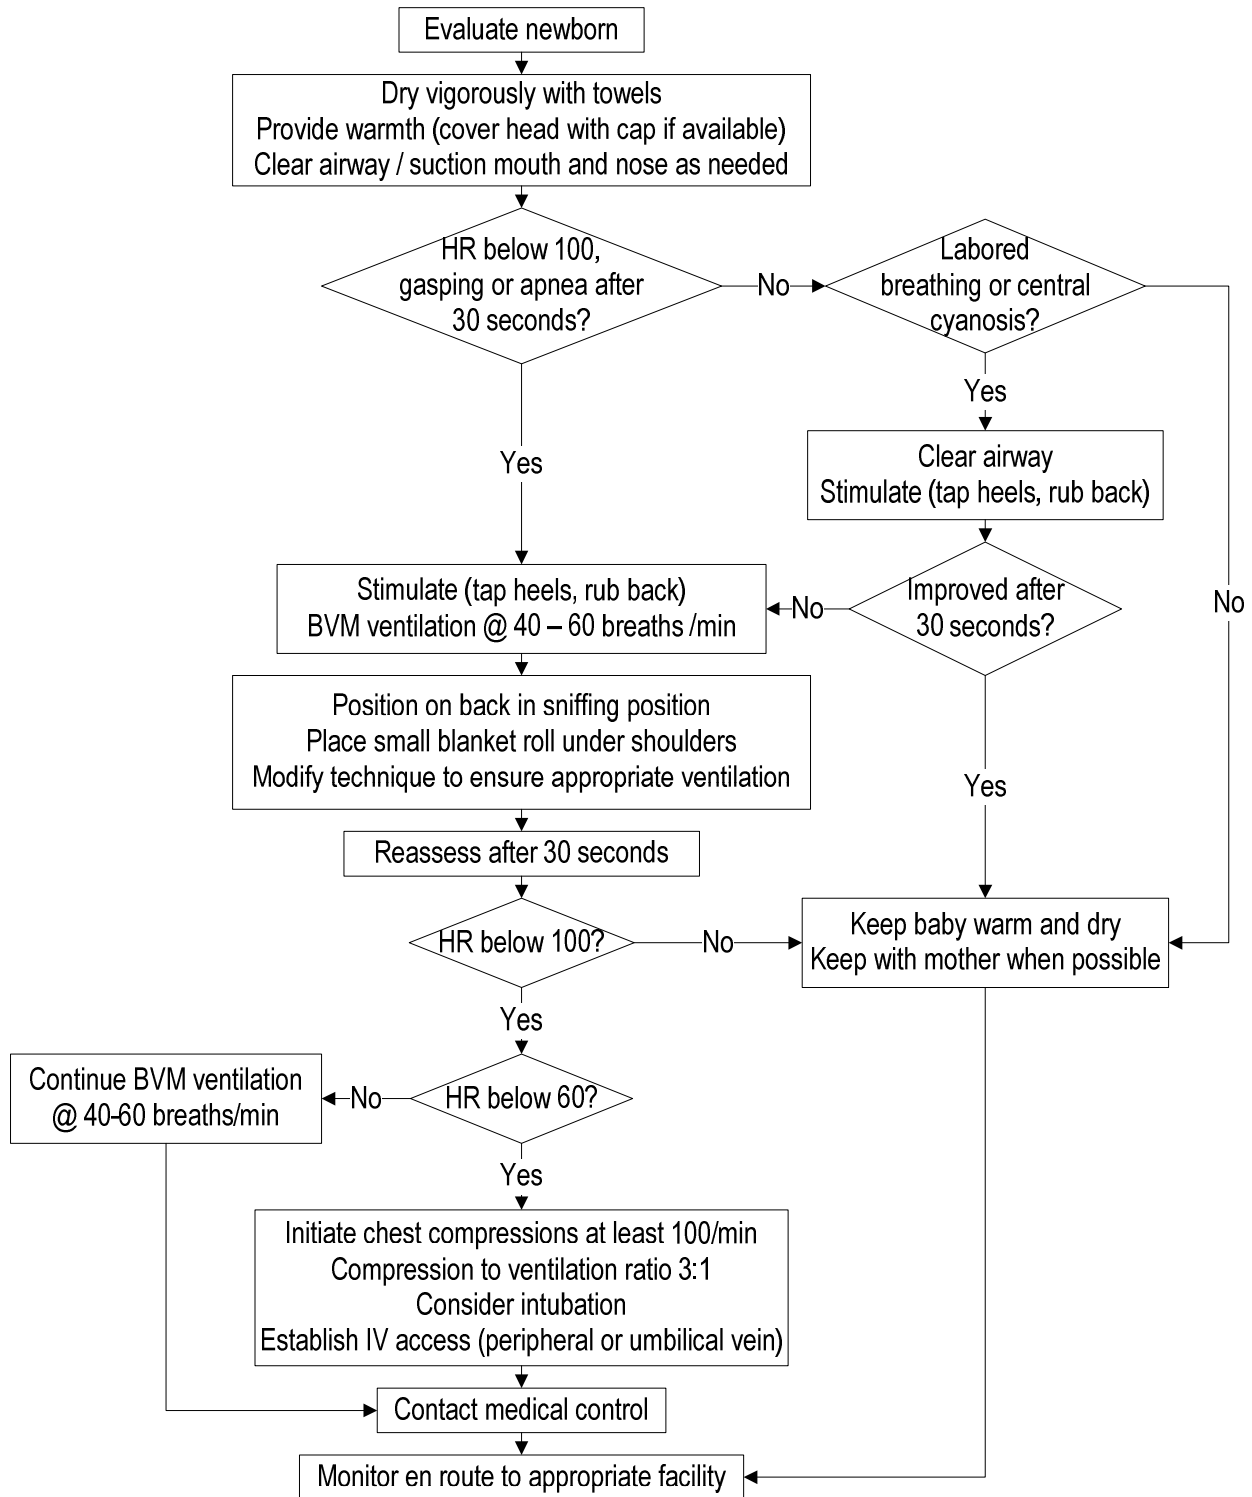 Evaluate newborn
Dry vigorously with towels
Provide warmth (cover head with cap if available)
Clear airway / suction mouth and nose as needed
HR below 100,
gasping or apnea after
30 seconds?
No
Labored
breathing or central
cyanosis?
Yes
Clear airway
Stimulate (tap heels, rub back)
Yes
Stimulate (tap heels, rub back)
BVM ventilation @ 40 – 60 breaths /min
No
Improved after
30 seconds?
No
Position on back in sniffing position
Place small blanket roll under shoulders
Modify technique to ensure appropriate ventilation
Yes
Reassess after 30 seconds
HR below 100?
No
Keep baby warm and dry
Keep with mother when possible
Yes
Continue BVM ventilation
@ 40-60 breaths/min
No
HR below 60?
Yes
Initiate chest compressions at least 100/min
Compression to ventilation ratio 3:1
Consider intubation
Establish IV access (peripheral or umbilical vein)
Contact medical control
Monitor en route to appropriate facility